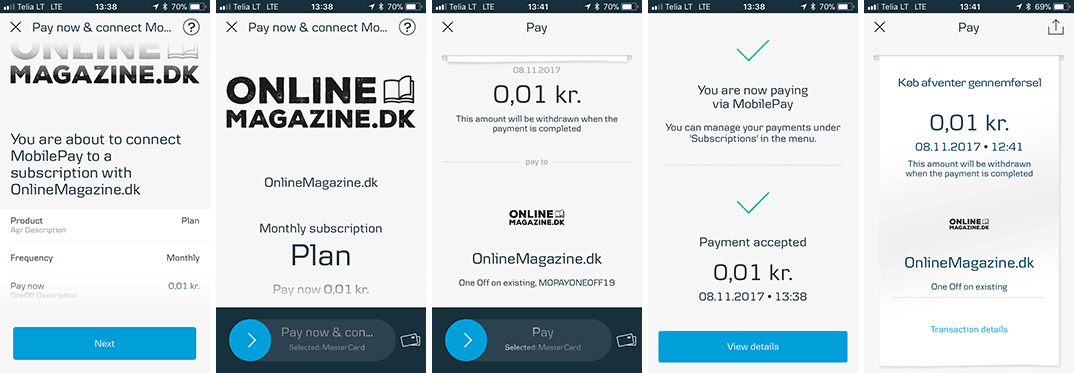 Telia LT LTE 13:38
Pay now & connect Mo... ?
ONLINE
MAGAZINE.DK
You are about to connect
MobilePay to a
subscription with
OnlineMagazine.dk
Product Plan
Agr Description
Frequency Monthly
Pay now 0,01 kr.
OneOff Description
Next
Telia LT LTE 13:38
Pay now & connect Mo... ?
ONLINE
MAGAZINE.DK
OnlineMagazine.dk
Monthly subscription
Plan
Pay now 0,01 kr.
Pay now & con...
Selected: MasterCard
Telia LT LTE 13:41 70%
Pay
08.11.2017
0,01 kr.
This amount will be withdrawn when the
payment is completed
pay to
ONLINE
MAGAZINE.DK
OnlineMagazine.dk
One Off on existing, MOPAYONEOFF19
Pay
Selected: MasterCard
Telia LT LTE 13:38
You are now paying
via MobilePay
You can manage your payments under
'Subscriptions' in the menu.
Payment accepted
0,01 kr.
08.11.2017 • 13:38
View details
Telia LT LTE 13:41 69%
Pay
Køb afventer gennemførsel
0,01 kr.
08.11.2017 • 12:41
This amount will be withdrawn
when the payment is completed
ONLINE
MAGAZINE.DK
OnlineMagazine.dk
One Off on existing
Transaction details